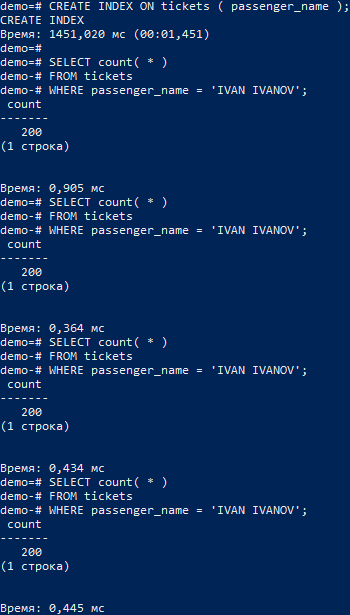 demo=# CREATE INDEX ON tickets ( passenger_name );
CREATE INDEX
Время: 1451,020 мс (00:01,451)
demo=#
demo=# SELECT count( * )
demo-# FROM tickets
demo-# WHERE passenger_name = 'IVAN IVANOV';
count
-------
200
(1 строка)
Время: 0,905 мс
demo=# SELECT count( * )
demo-# FROM tickets
demo-# WHERE passenger_name = 'IVAN IVANOV';
count
-------
200
(1 строка)
Время: 0,364 мс
demo=# SELECT count( * )
demo-# FROM tickets
demo-# WHERE passenger_name = 'IVAN IVANOV';
count
-------
200
(1 строка)
Время: 0,434 мс
demo=# SELECT count( * )
demo-# FROM tickets
demo-# WHERE passenger_name = 'IVAN IVANOV';
count
-------
200
(1 строка)
Время: 0,445 мс